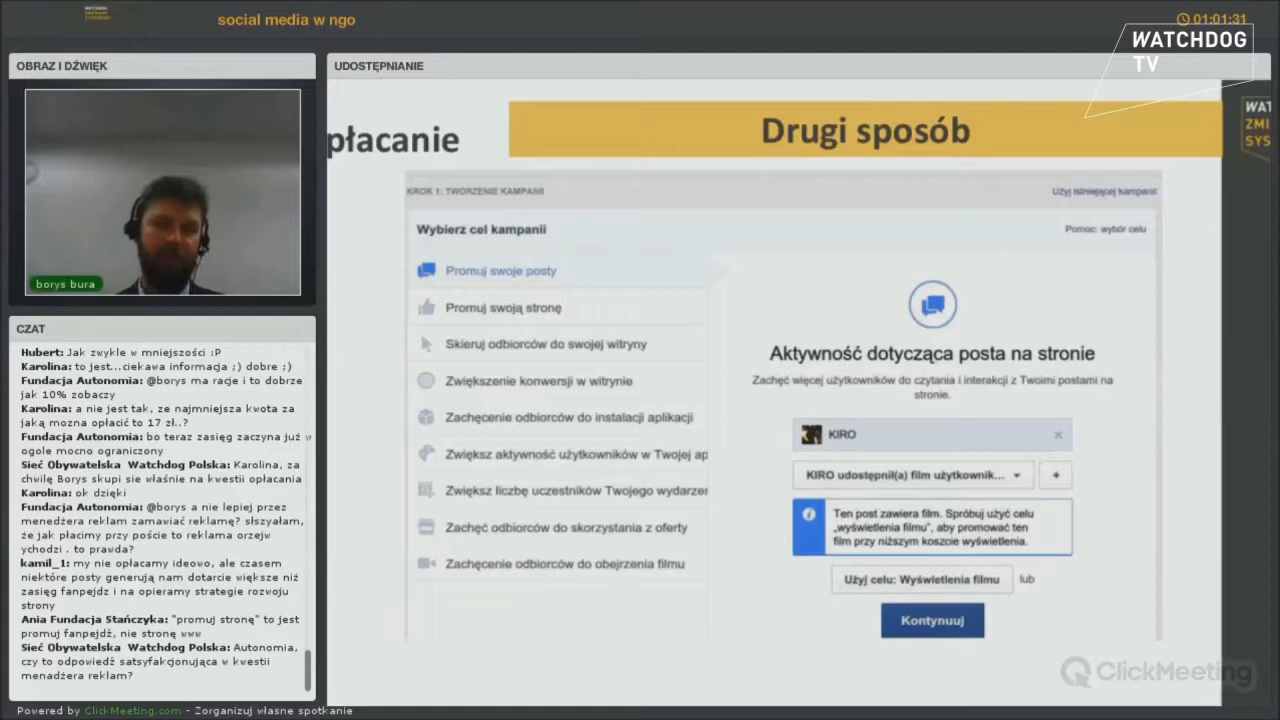 social media w ngo
01:01:31
WATCHDOG
TV
OBRAZ I DŹWIĘK
borys bura
CZAT
Hubert: Jak zwykle w mniejszości :P
Karolina: to jest...ciekawa informacja ;) dobre ;)
Fundacja Autonomia: @borys ma racje i to dobrze
jak 10% zobaczy
Karolina: a nie jest tak, ze najmniejsza kwota za
jaką mozna opłacić to 17 zł..?
Fundacja Autonomia: bo teraz zasięg zaczyna już w
ogole mocno ograniczony
Sieć Obywatelska Watchdog Polska: Karolina, za
chwilę Borys skupi sie właśnie na kwestii opłacania
Karolina: ok dzięki
Fundacja Autonomia: @borys a nie lepiej przez
menedżera reklam zamawiać reklamę? słszyałam,
że jak płacimy przy poście to reklama orzejw
ychodzi . to prawda?
kamil_1: my nie opłacamy ideowo, ale czasem
niektóre posty generują nam dotarcie większe niż
zasięg fanpejdz i na opieramy strategie rozwoju
strony
Ania Fundacja Stańczyka: "promuj stronę" to jest
promuj fanpejdż, nie stronę www
Sieć Obywatelska Watchdog Polska: Autonomia,
czy to odpowiedź satsyfakcjonująca w kwestii
menadżera reklam?
Powered by ClickMeeting.com - Zorganizuj własne spotkanie
UDOSTĘPNIANIE
płacanie
Drugi sposób
WAT
ZMI
SYS
KROK 1: TWORZENIE KAMPANII
Użyj istniejącej kampanii
Wybierz cel kampanii
Pomoc: wybór celu
Promuj swoje posty
Promuj swoją stronę
Skieruj odbiorców do swojej witryny
Zwiększenie konwersji w witrynie
Zachęcenie odbiorców do instalacji aplikacji
Zwiększ aktywność użytkowników w Twojej ap
Zwiększ liczbę uczestników Twojego wydarzer
Zachęć odbiorców do skorzystania z oferty
Zachęcenie odbiorców do obejrzenia filmu
Aktywność dotycząca posta na stronie
Zachęć więcej użytkowników do czytania i interakcji z Twoimi postami na
stronie.
KIRO
KIRO udostępnił(a) film użytkownik...
+
Ten post zawiera film. Spróbuj użyć celu
„wyświetlenia filmu", aby promować ten
film przy niższym koszcie wyświetlenia.
Użyj celu: Wyświetlenia filmu lub
Kontynuuj
ClickMeeting